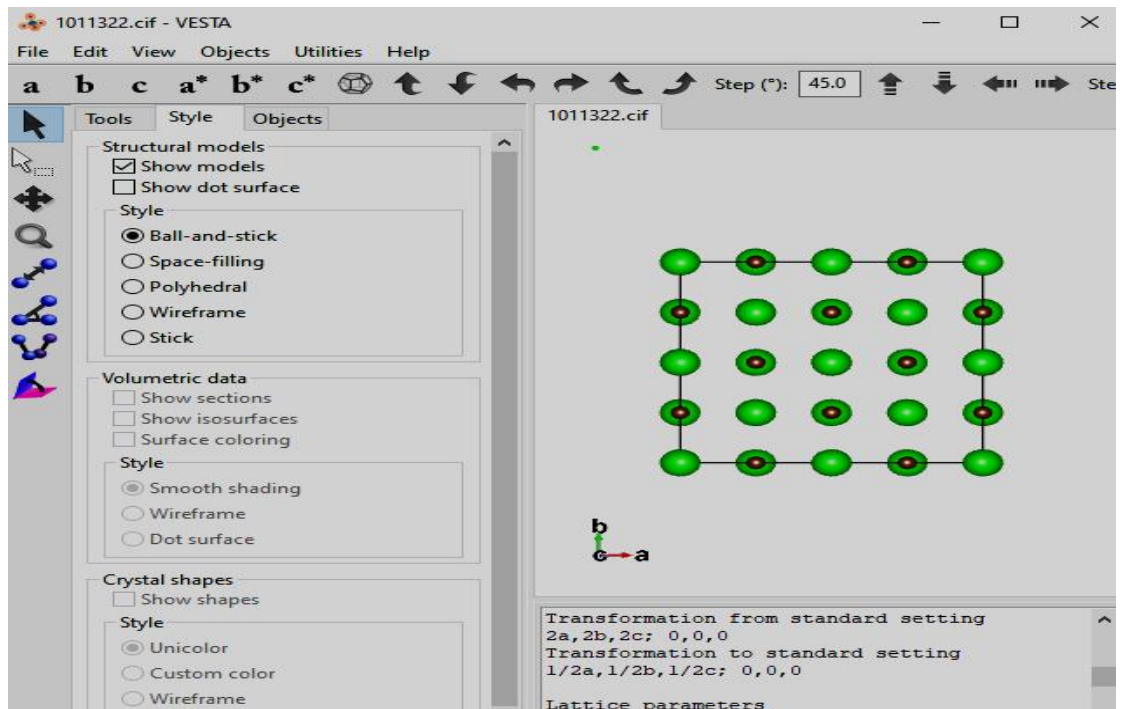 1011322.cif - VESTA
File Edit View Objects Utilities Help
a b c a* b* c* Step (°): 45.0 Ste
Tools Style Objects
1011322.cif
Structural models
Show models
Show dot surface
Style
Ball-and-stick
Space-filling
Polyhedral
Wireframe
Stick
Volumetric data
Show sections
Show isosurfaces
Surface coloring
Style
Smooth shading
Wireframe
Dot surface
Crystal shapes
Show shapes
Style
Unicolor
Custom color
Wireframe
b
c a
Transformation from standard setting
2a,2b,2c; 0,0,0
Transformation to standard setting
1/2a,1/2b,1/2c; 0,0,0
Lattice parameters